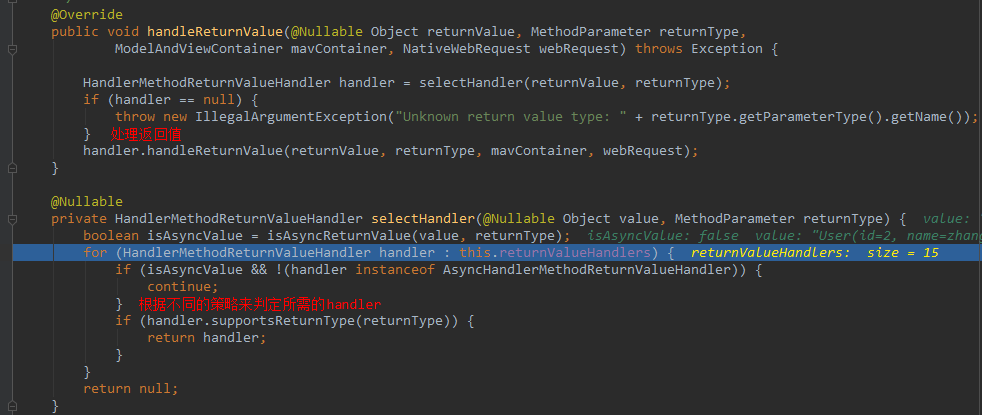 @Override
public void handleReturnValue(@Nullable Object returnValue, MethodParameter returnType,
ModelAndViewContainer mavContainer, NativeWebRequest webRequest) throws Exception {
HandlerMethodReturnValueHandler handler = selectHandler(returnValue, returnType);
if (handler == null) {
throw new IllegalArgumentException("Unknown return value type: " + returnType.getParameterType().getName());
} 处理返回值
handler.handleReturnValue(returnValue, returnType, mavContainer, webRequest);
}
@Nullable
private HandlerMethodReturnValueHandler selectHandler(@Nullable Object value, MethodParameter returnType) { value:
boolean isAsyncValue = isAsyncReturnValue(value, returnType); isAsyncValue: false value: "User(id=2, name=zhang
for (HandlerMethodReturnValueHandler handler : this.returnValueHandlers) { returnValueHandlers: size = 15
if (isAsyncValue && !(handler instanceof AsyncHandlerMethodReturnValueHandler)) {
continue;
} 根据不同的策略来判定所需的handler
if (handler.supportsReturnType(returnType)) {
return handler;
}
}
return null;
}